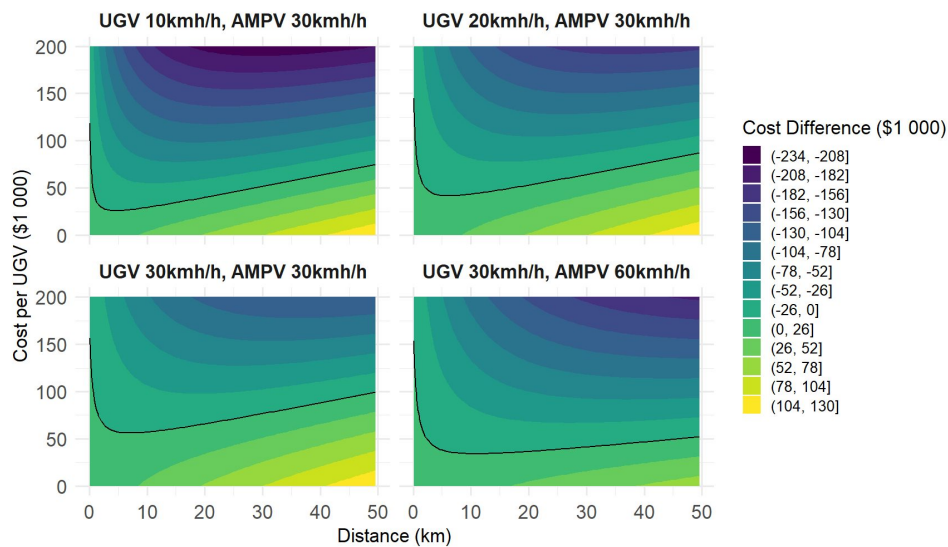 UGV 10kmh/h, AMPV 30kmh/h
UGV 20kmh/h, AMPV 30kmh/h
200
150
100
50
0
UGV 30kmh/h, AMPV 30kmh/h
UGV 30kmh/h, AMPV 60kmh/h
200
150
100
50
0
Cost per UGV ($1 000)
0 10 20 30 40 50
0 10 20 30 40 50
Distance (km)
Cost Difference ($1 000)
(-234, -208]
(-208, -182]
(-182, -156]
(-156, -130]
(-130, -104]
(-104, -78]
(-78, -52]
(-52, -26]
(-26, 0]
(0, 26]
(26, 52]
(52, 78]
(78, 104]
(104, 130]